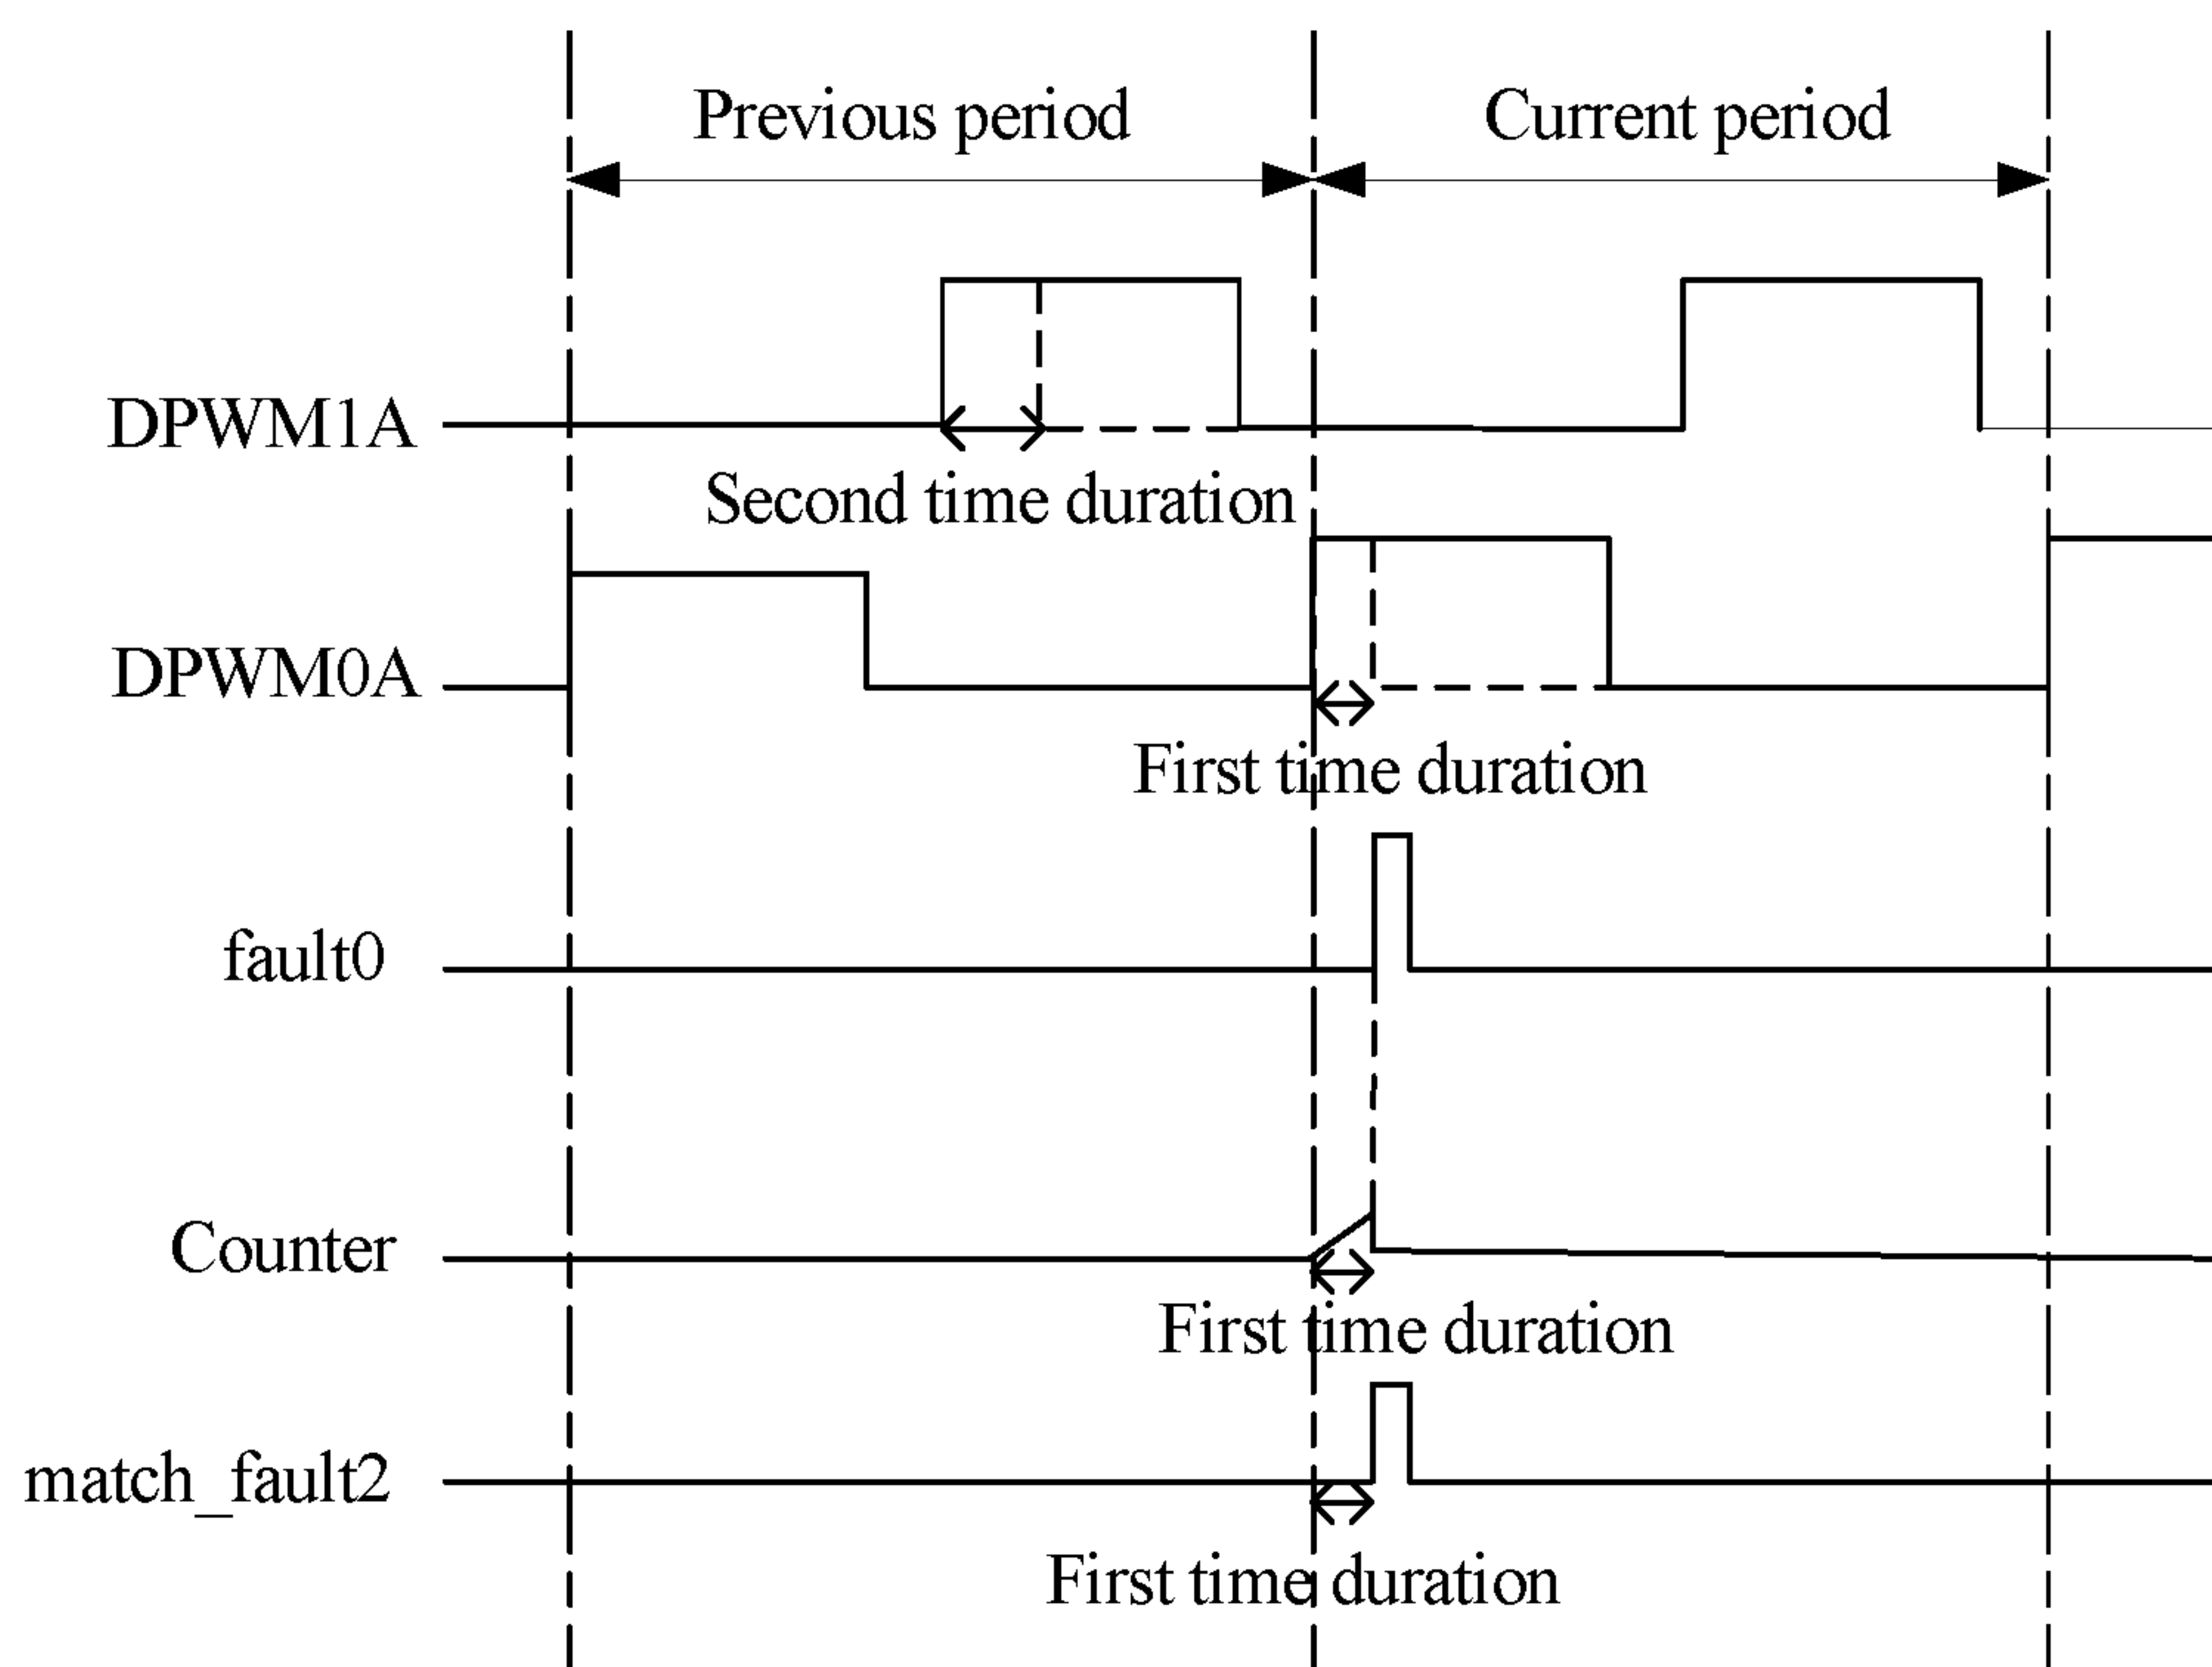 Previous period
Current period
DPWM1A
Second time duration
DPWM0A
First time duration
fault0
Counter
First time duration
match_fault2
First time duration